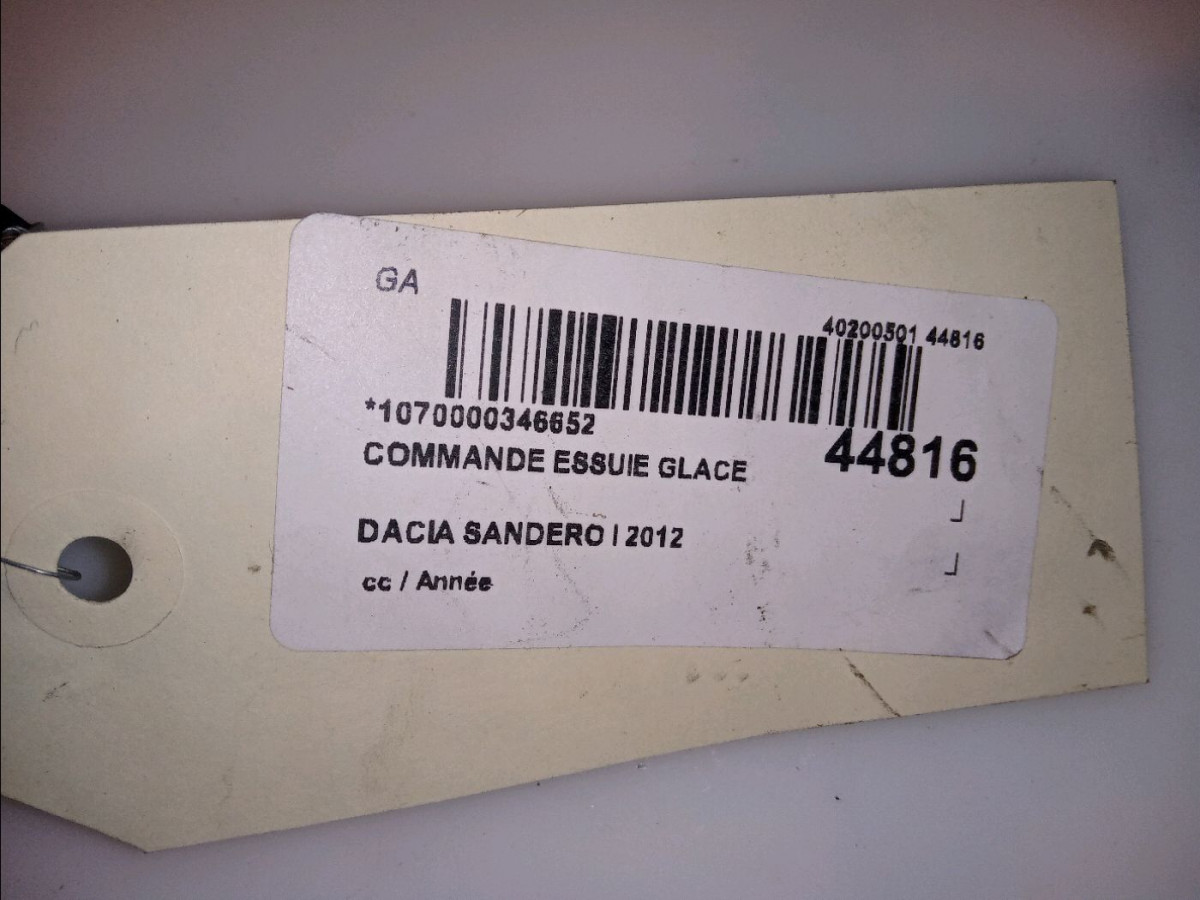 GA
40200501 44816
*1070000346652
44816
COMMANDE ESSUIE GLACE
DACIA SANDERO I 2012
cc / Année